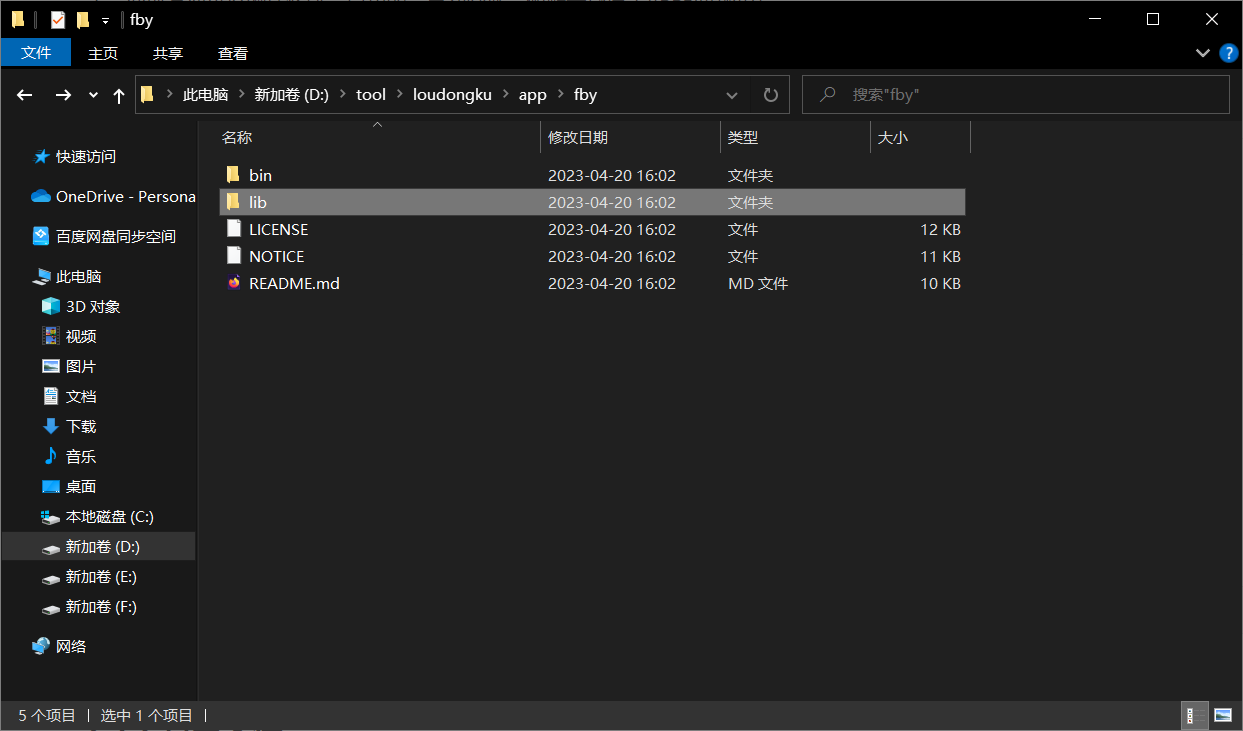 fby
文件 主页 共享 查看
此电脑 新加卷 (D:) tool loudongku app fby 搜索"fby"
名称 修改日期 类型 大小
快速访问
OneDrive - Persona
百度网盘同步空间
此电脑
3D 对象
视频
图片
文档
下载
音乐
桌面
本地磁盘 (C:)
新加卷 (D:)
新加卷 (E:)
新加卷 (F:)
网络
bin 2023-04-20 16:02 文件夹
lib 2023-04-20 16:02 文件夹
LICENSE 2023-04-20 16:02 文件 12 KB
NOTICE 2023-04-20 16:02 文件 11 KB
README.md 2023-04-20 16:02 MD 文件 10 KB
5 个项目 选中 1 个项目